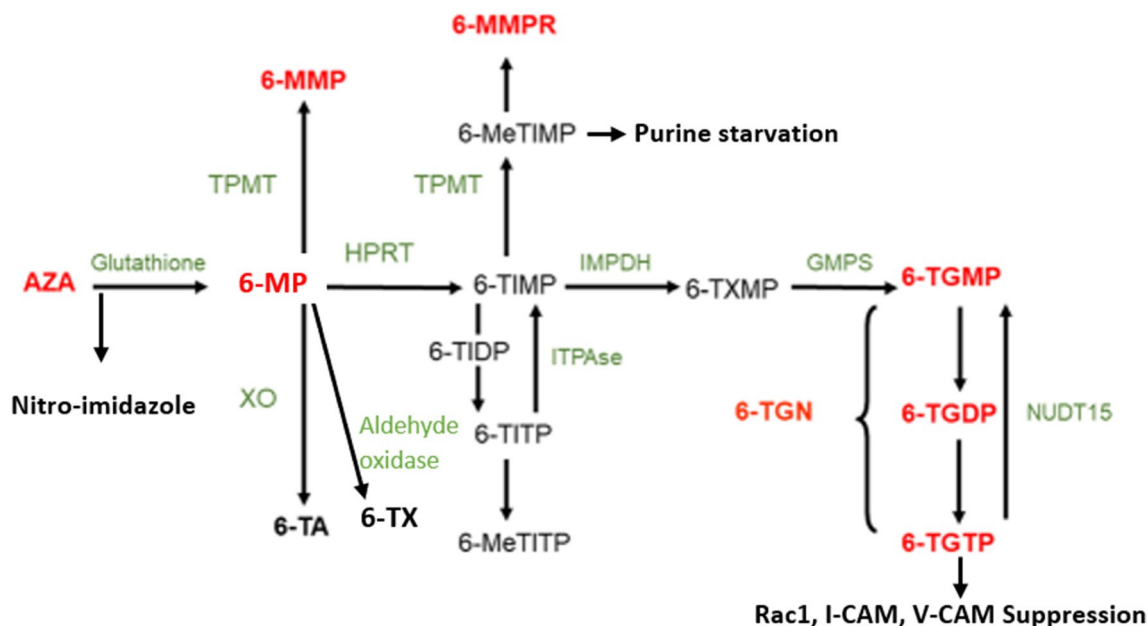 6-MMPR
6-MMP
6-MeTIMP
Purine starvation
TPMT
TPMT
AZA
Glutathione
6-MP
HPRT
6-TIMP
IMPDH
6-TXMP
GMPS
6-TGMP
6-TIDP
ITPAse
Nitro-imidazole
XO
Aldehyde
oxidase
6-TITP
6-TGN
6-TGDP
NUDT15
6-TA
6-TX
6-MeTITP
6-TGTP
Rac1, I-CAM, V-CAM Suppression